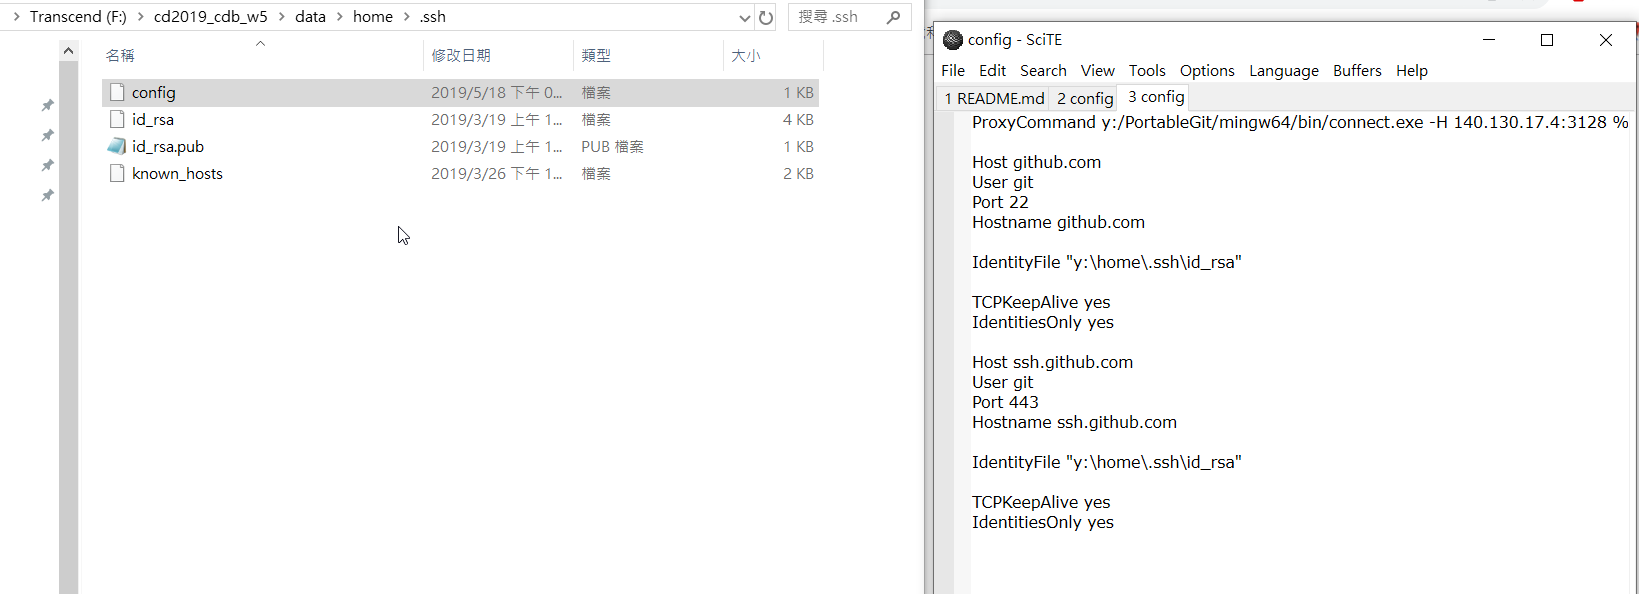 Transcend (F:) > cd2019_cdb_w5 > data > home > .ssh
搜尋 .ssh
名稱 修改日期 類型 大小
config 2019/5/18 下午 0... 檔案 1 KB
id_rsa 2019/3/19 上午 1... 檔案 4 KB
id_rsa.pub 2019/3/19 上午 1... PUB 檔案 1 KB
known_hosts 2019/3/26 下午 1... 檔案 2 KB
config - SciTE
File Edit Search View Tools Options Language Buffers Help
1 README.md 2 config 3 config
ProxyCommand y:/PortableGit/mingw64/bin/connect.exe -H 140.130.17.4:3128 %
Host github.com
User git
Port 22
Hostname github.com
IdentityFile "y:\home\.ssh\id_rsa"
TCPKeepAlive yes
IdentitiesOnly yes
Host ssh.github.com
User git
Port 443
Hostname ssh.github.com
IdentityFile "y:\home\.ssh\id_rsa"
TCPKeepAlive yes
IdentitiesOnly yes